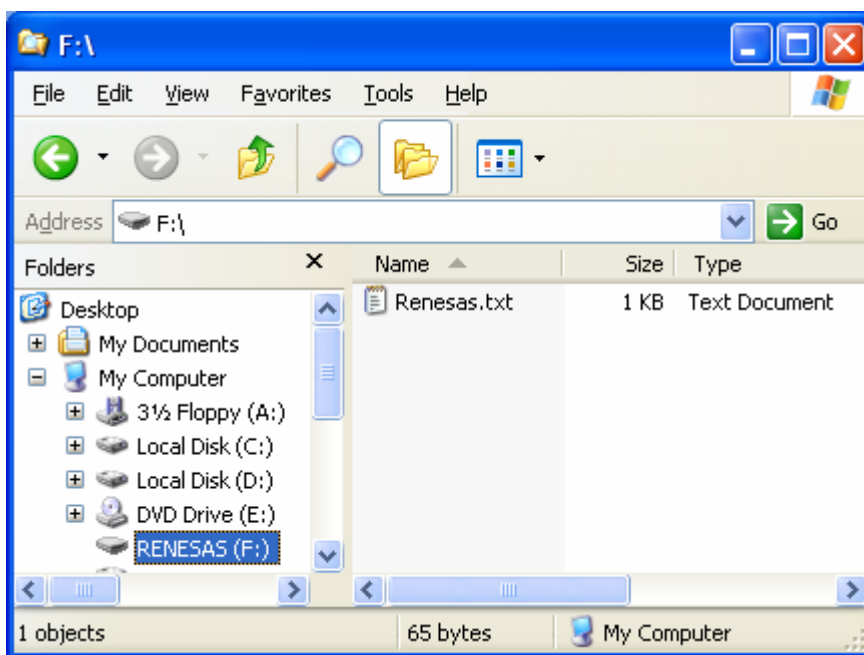 F:\
File Edit View Favorites Tools Help
Address F:\ Go
Folders
Name Size Type
Desktop
My Documents
My Computer
3½ Floppy (A:)
Local Disk (C:)
Local Disk (D:)
DVD Drive (E:)
RENESAS (F:)
Renesas.txt 1 KB Text Document
1 objects 65 bytes My Computer